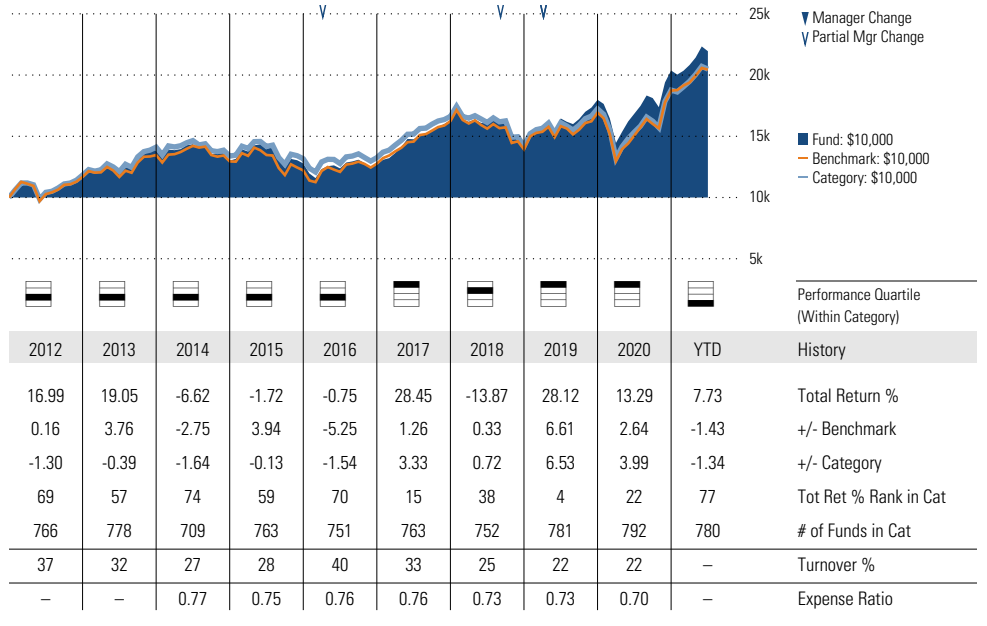 25k
▼ Manager Change
V Partial Mgr Change
20k
15k
Fund: $10,000
Benchmark: $10,000
Category: $10,000
10k
5k
Performance Quartile
(Within Category)
2012 2013 2014 2015 2016 2017 2018 2019 2020 YTD History
16.99 19.05 -6.62 -1.72 -0.75 28.45 -13.87 28.12 13.29 7.73 Total Return %
0.16 3.76 -2.75 3.94 -5.25 1.26 0.33 6.61 2.64 -1.43 +/- Benchmark
-1.30 -0.39 -1.64 -0.13 -1.54 3.33 0.72 6.53 3.99 -1.34 +/- Category
69 57 74 59 70 15 38 4 22 77 Tot Ret % Rank in Cat
766 778 709 763 751 763 752 781 792 780 # of Funds in Cat
37 32 27 28 40 33 25 22 22 – Turnover %
– – 0.77 0.75 0.76 0.76 0.73 0.73 0.70 – Expense Ratio